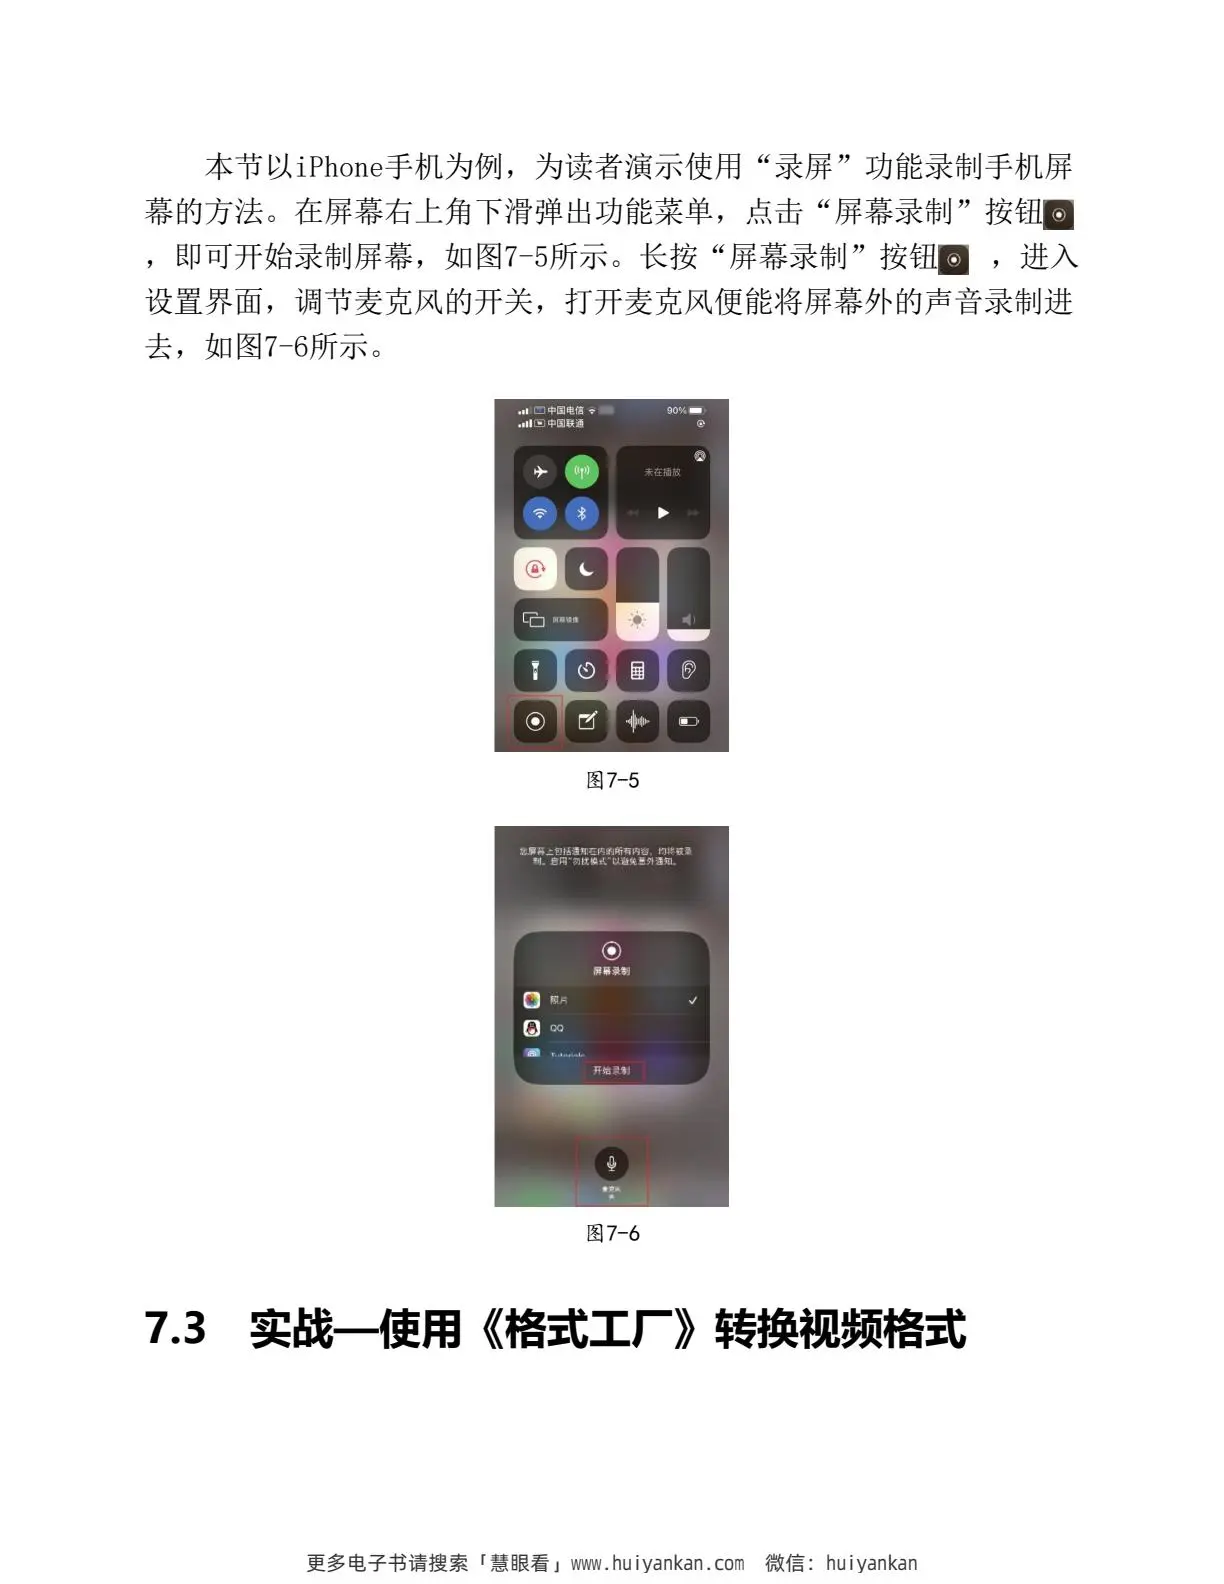 本节以iPhone手机为例，为读者演示使用“录屏”功能录制手机屏
幕的方法。在屏幕右上角下滑弹出功能菜单，点击“屏幕录制”按钮
，即可开始录制屏幕，如图7-5所示。长按“屏幕录制”按钮 ，进入
设置界面，调节麦克风的开关，打开麦克风便能将屏幕外的声音录制进
去，如图7-6所示。
中国电信 90%
中国联通
未在播放
屏幕镜像
图7-5
您屏幕上包括通知在内的所有内容，均将被录
制。启用“勿扰模式”以避免意外通知。
屏幕录制
照片
QQ
Tutorials
开始录制
麦克风
图7-6
7.3 实战—使用《格式工厂》转换视频格式
更多电子书请搜索「慧眼看」www.huiyankan.com 微信：huiyankan